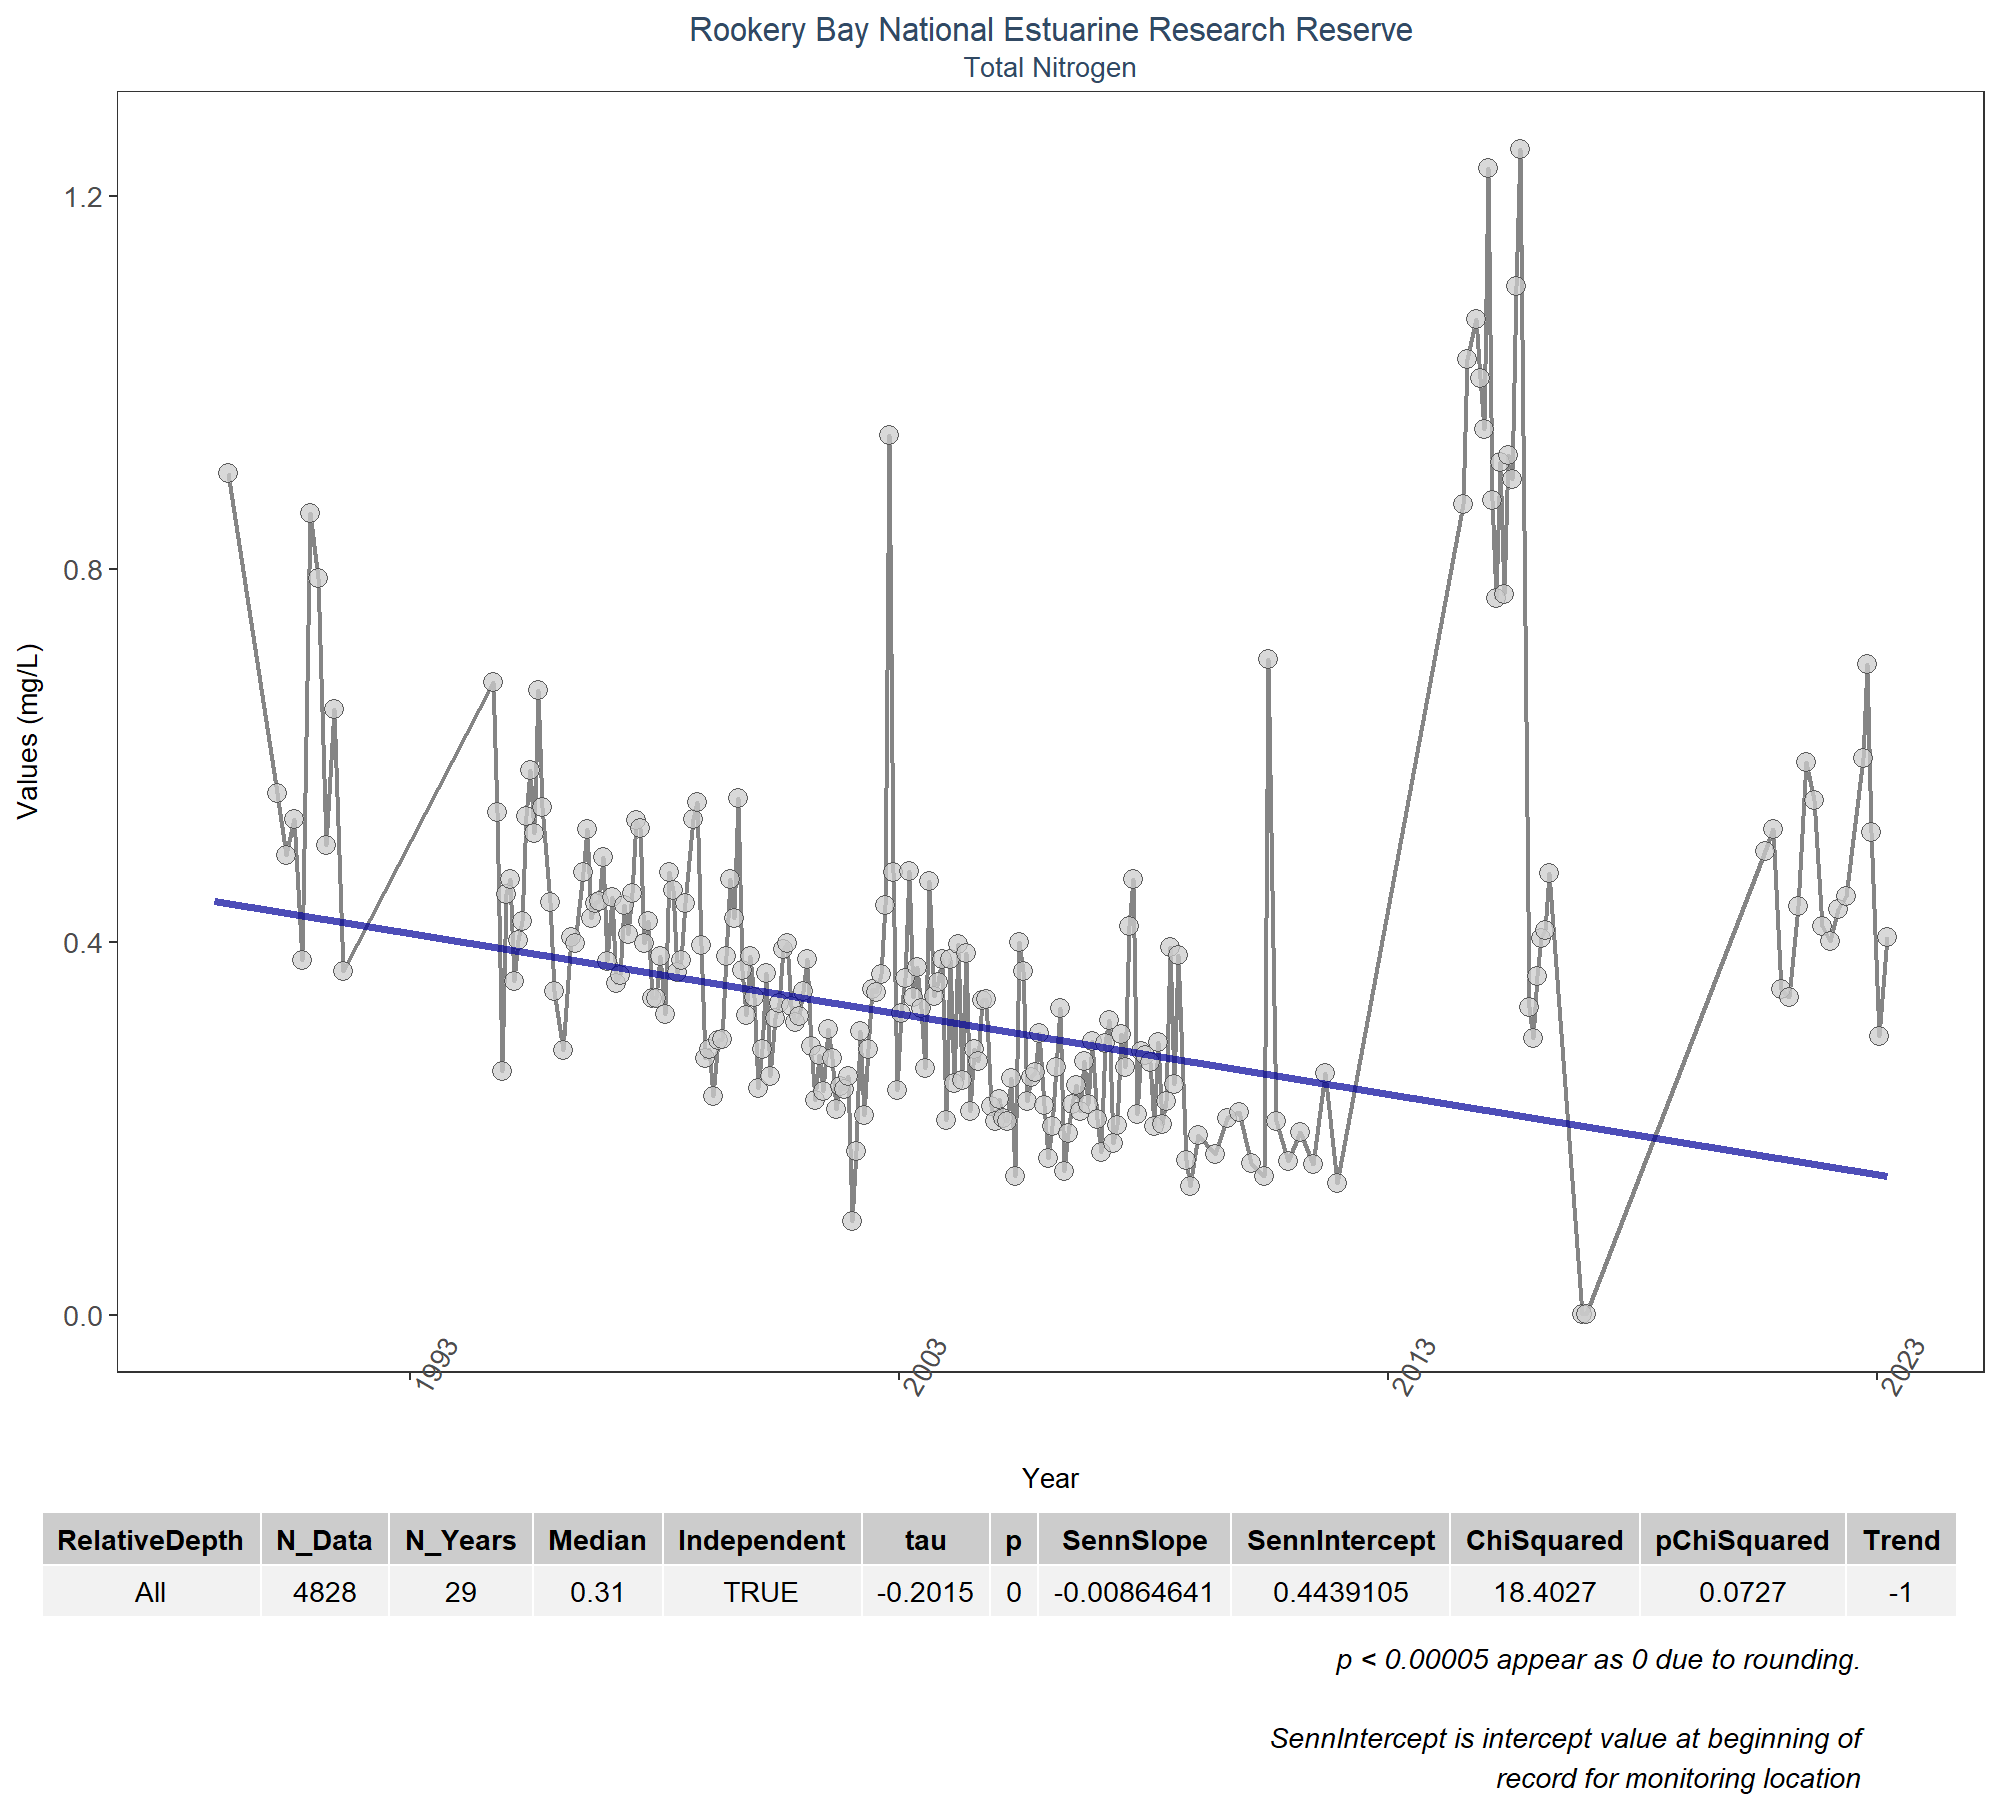 Rookery Bay National Estuarine Research Reserve
Total Nitrogen
Values (mg/L)
1.2
0.8
0.4
0.0
1993
2003
2013
2023
Year
RelativeDepth N_Data N_Years Median Independent tau p SennSlope SennIntercept ChiSquared pChiSquared Trend
All 4828 29 0.31 TRUE -0.2015 0 -0.00864641 0.4439105 18.4027 0.0727 -1
p < 0.00005 appear as 0 due to rounding.
SennIntercept is intercept value at beginning of
record for monitoring location